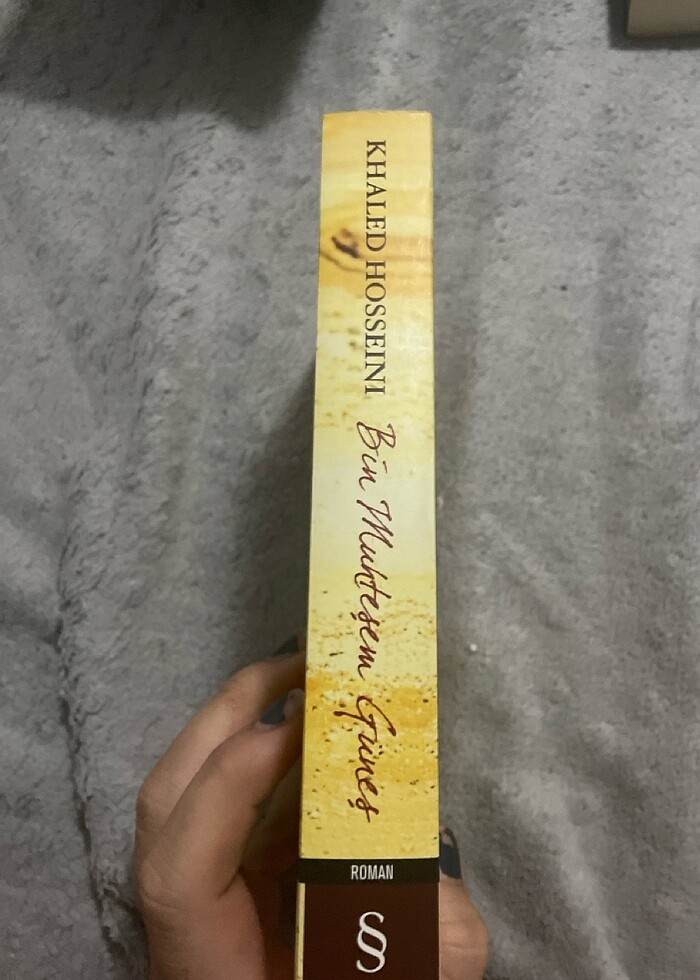 KHALED HOSSEINI
Bin Muhteşem Güneş
ROMAN